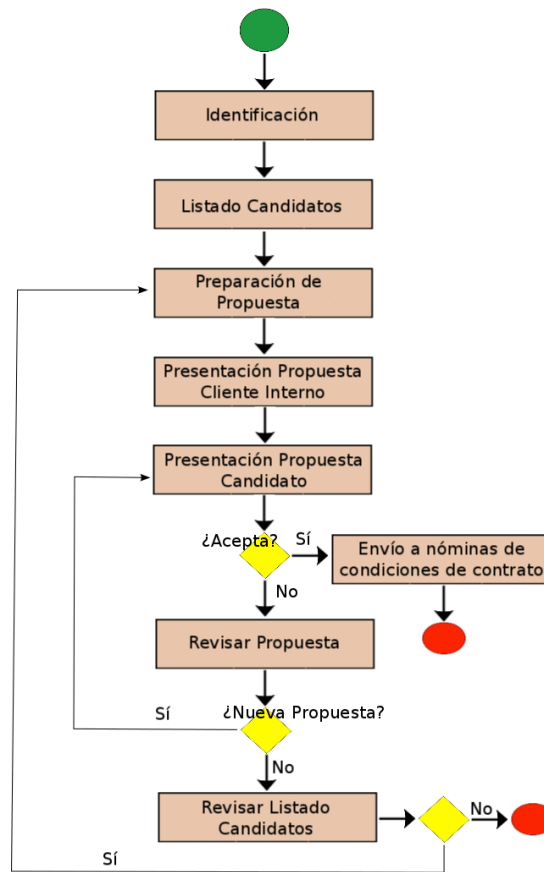 Identificación
Listado Candidatos
Preparación de
Propuesta
Presentación Propuesta
Cliente Interno
Presentación Propuesta
Candidato
¿Acepta?
Sí
Envío a nóminas de
condiciones de contrato
No
Revisar Propuesta
¿Nueva Propuesta?
Sí
No
Revisar Listado
Candidatos
No
Sí